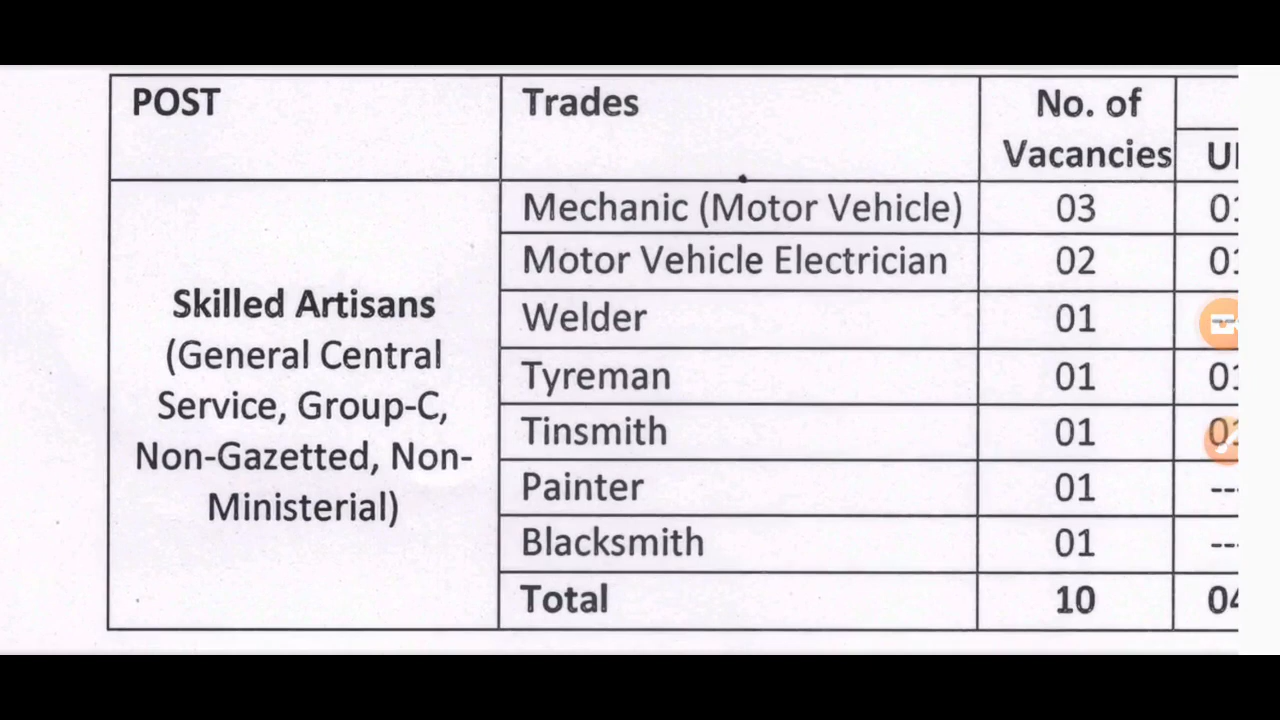 POST Trades No. of Vacancies
Skilled Artisans
(General Central
Service, Group-C,
Non-Gazetted, Non-
Ministerial)
Mechanic (Motor Vehicle) 03
Motor Vehicle Electrician 02
Welder 01
Tyreman 01
Tinsmith 01
Painter 01 --
Blacksmith 01 --
Total 10 04